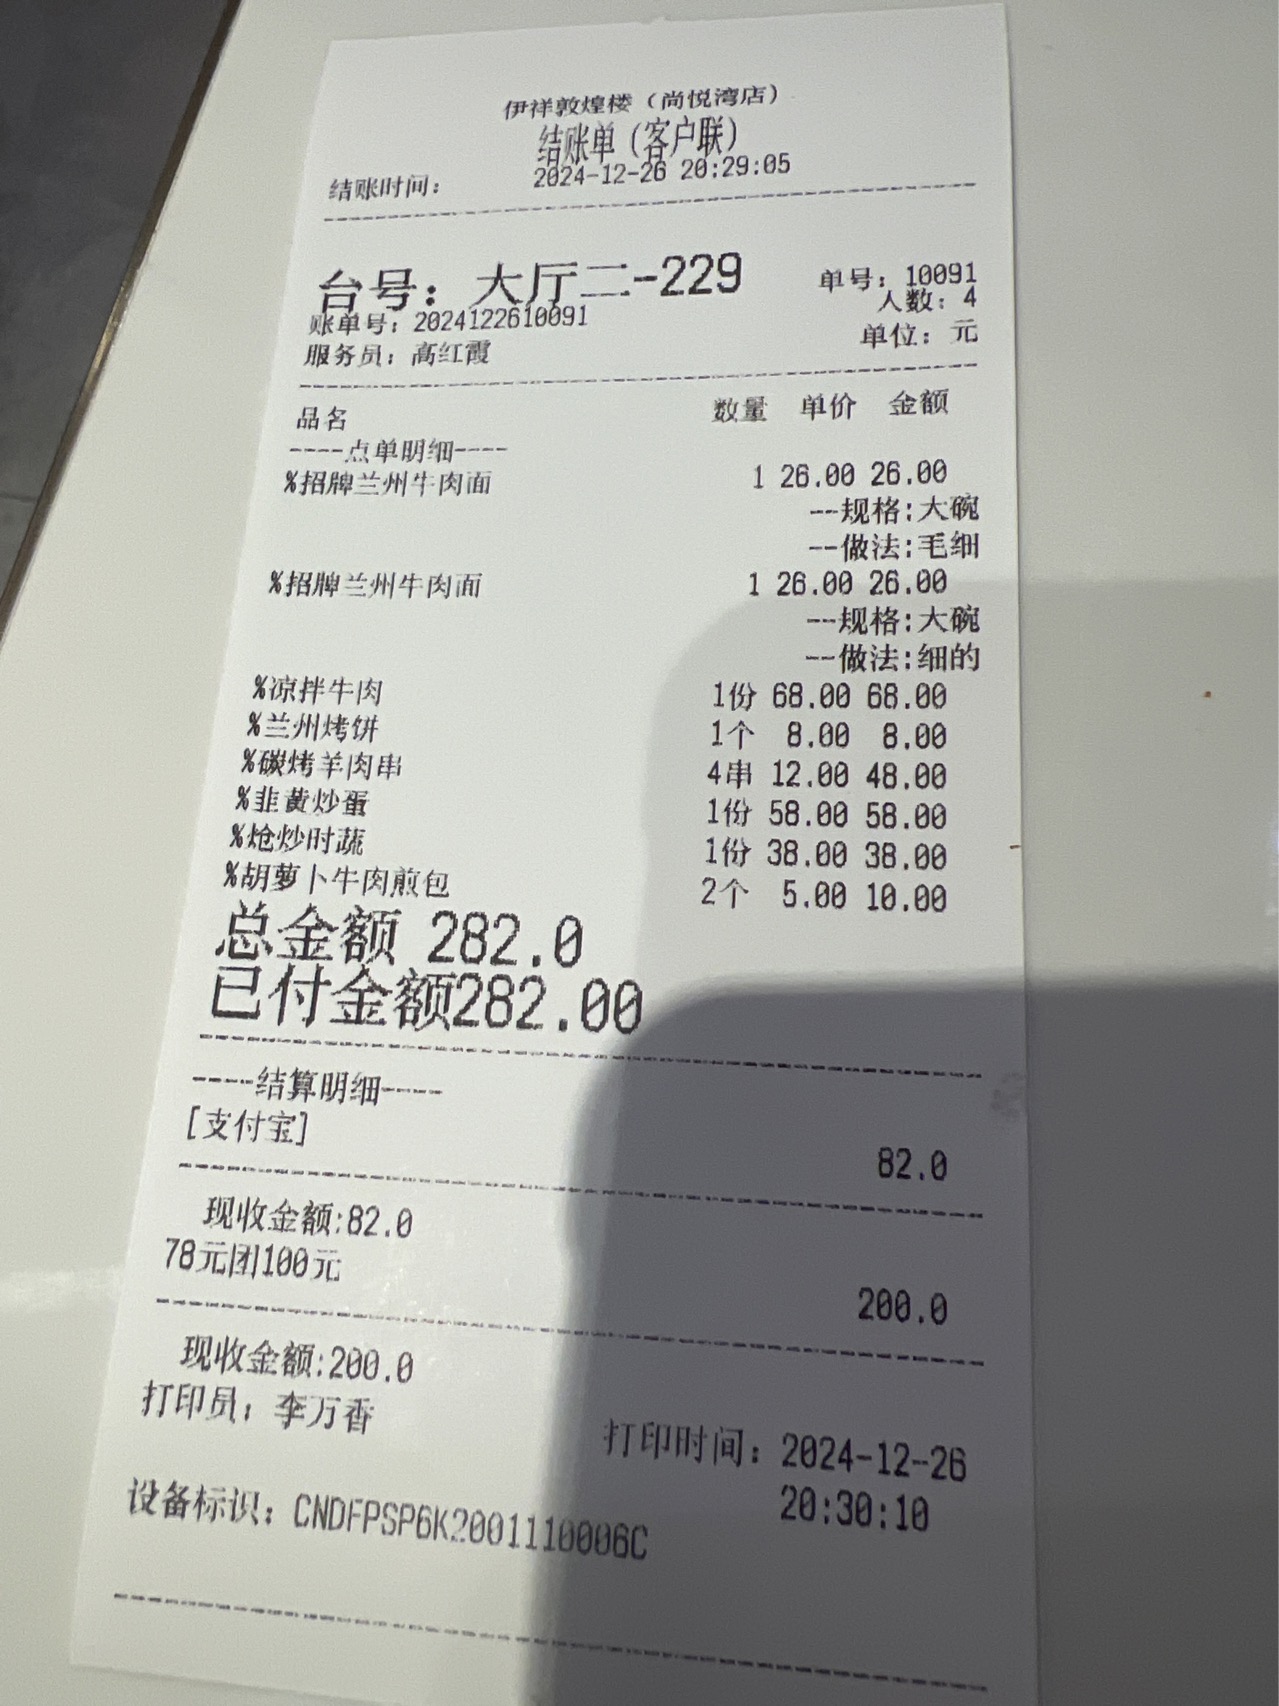 伊祥敦煌楼（尚悦湾店）
结账单（客户联）
结账时间： 2024-12-26 20:29:05
台号：大厅二-229 单号：10091
人数：4
账单号：2024122610091
服务员：高红霞 单位：元
品名 数量 单价 金额
----点单明细----
%招牌兰州牛肉面 1 26.00 26.00
--规格:大碗
--做法:毛细
%招牌兰州牛肉面 1 26.00 26.00
--规格:大碗
--做法:细的
%凉拌牛肉 1份 68.00 68.00
%兰州烤饼 1个 8.00 8.00
%碳烤羊肉串 4串 12.00 48.00
%韭黄炒蛋 1份 58.00 58.00
%炝炒时蔬 1份 38.00 38.00
%胡萝卜牛肉煎包 2个 5.00 10.00
总金额 282.0
已付金额282.00
----结算明细----
[支付宝]
82.0
现收金额:82.0
78元团100元
200.0
现收金额:200.0
打印员：李万香
打印时间：2024-12-26
20:30:10
设备标识：CNDFPSP6K2001110006C